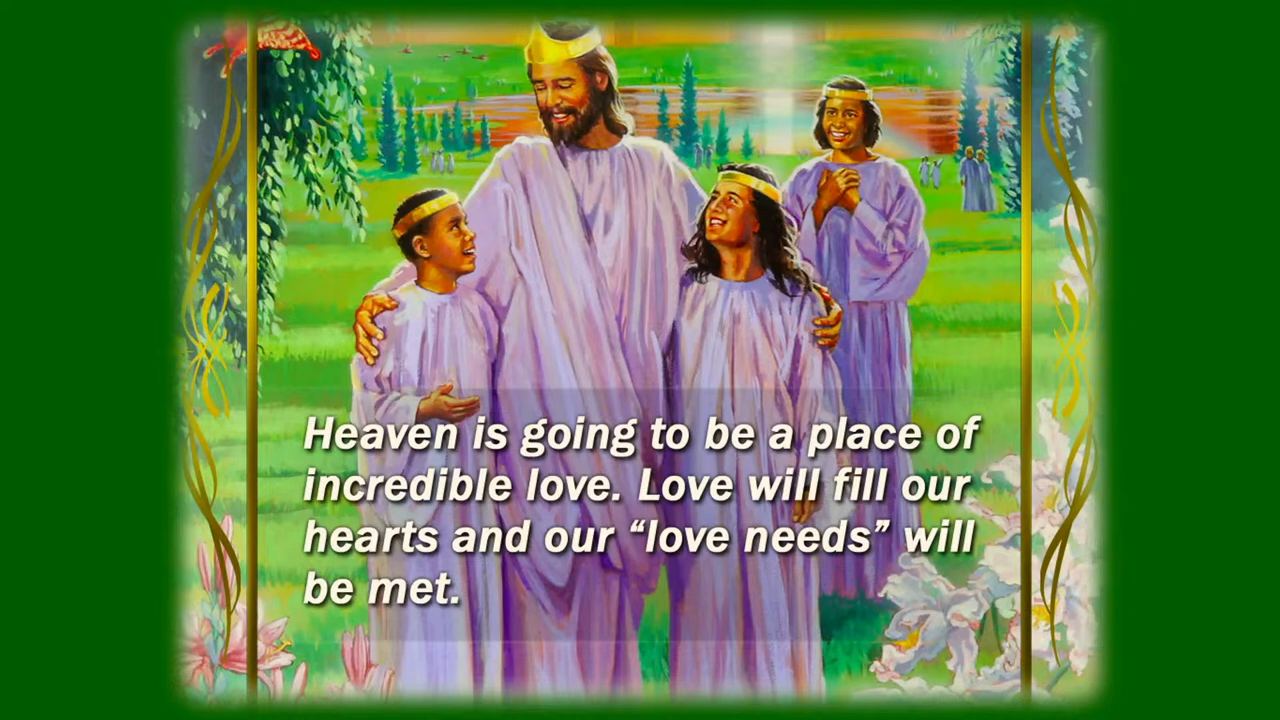 Heaven is going to be a place of
incredible love. Love will fill our
hearts and our “love needs” will
be met.